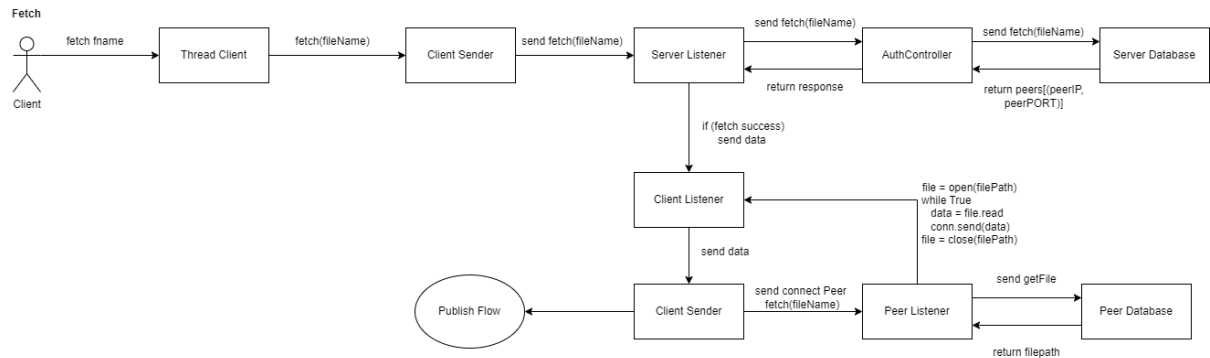 Fetch
Client
fetch fname
Thread Client
fetch(fileName)
Client Sender
send fetch(fileName)
Server Listener
send fetch(fileName)
return response
AuthController
send fetch(fileName)
return peers[(peerIP,
peerPORT)]
Server Database
if (fetch success)
send data
Client Listener
file = open(filePath)
while True
data = file.read
conn.send(data)
file = close(filePath)
send data
Publish Flow
Client Sender
send connect Peer
fetch(fileName)
Peer Listener
send getFile
return filepath
Peer Database